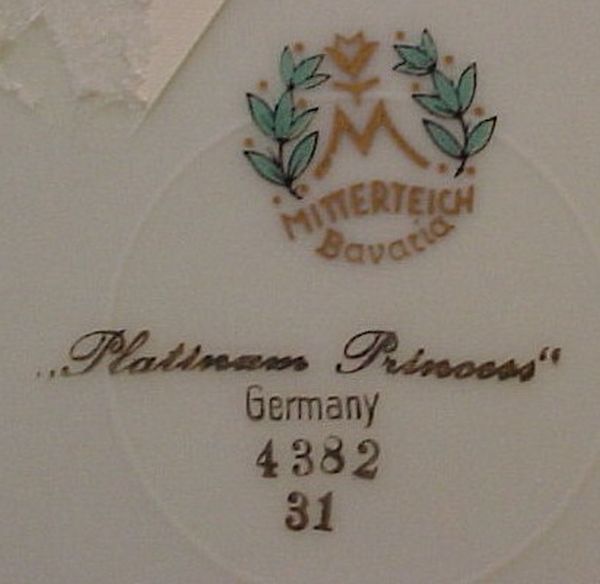 M
MITTERTEICH
Bavaria
„Platinum Princess“
Germany
4382
31